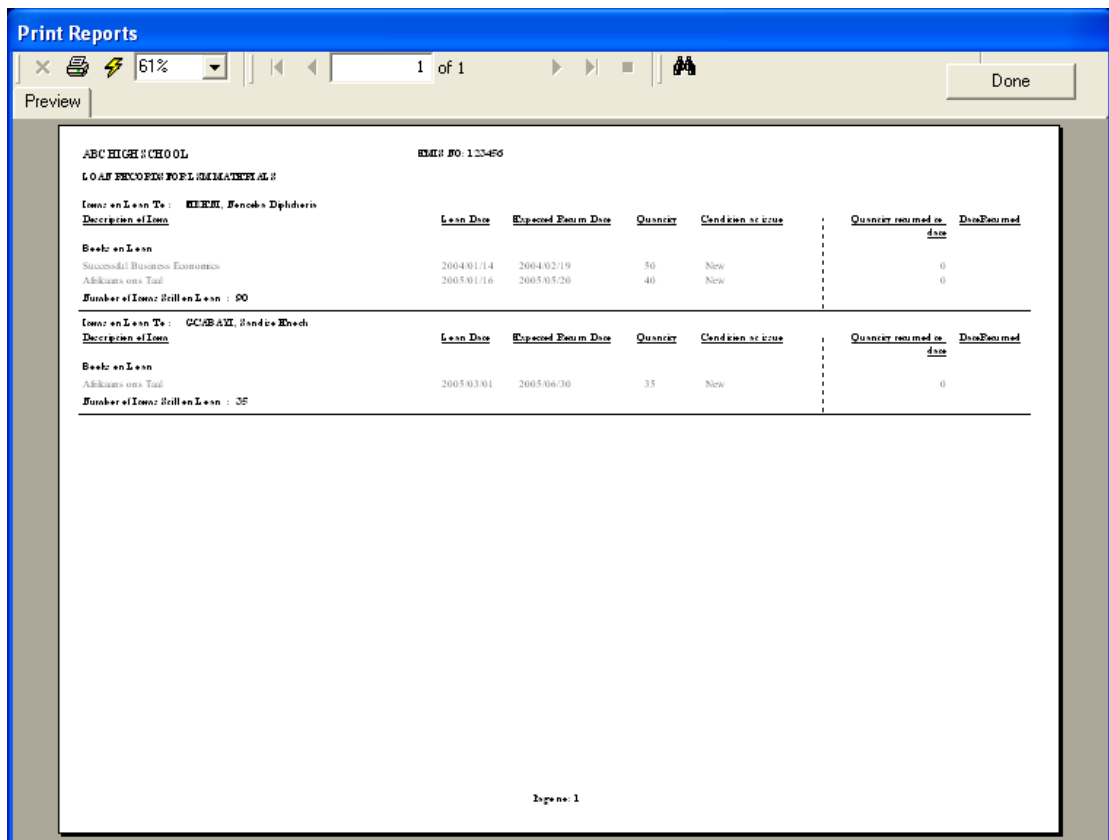 Print Reports
61% 1 of 1 Done
Preview
ABC HIGH SCHOOL EMIS NO: 123456
LOAN RECORDS FOR LSM MATERIALS
Items on Loan To : Diphtheria
Description of Item Loan Date Expected Return Date Quantity Condition at issue Quantity returned to date DateReturned
Books on Loan
Successful Business Economics 2004/01/14 2004/02/19 50 New 0
Afrikaans ons Taal 2005/01/16 2005/05/20 40 New 0
Number of Items Still on Loan : 90
Items on Loan To : GCABAYI, Sandiso Enoch
Description of Item Loan Date Expected Return Date Quantity Condition at issue Quantity returned to date DateReturned
Books on Loan
Afrikaans ons Taal 2005/03/01 2005/06/30 35 New 0
Number of Items Still on Loan : 35
Page no: 1